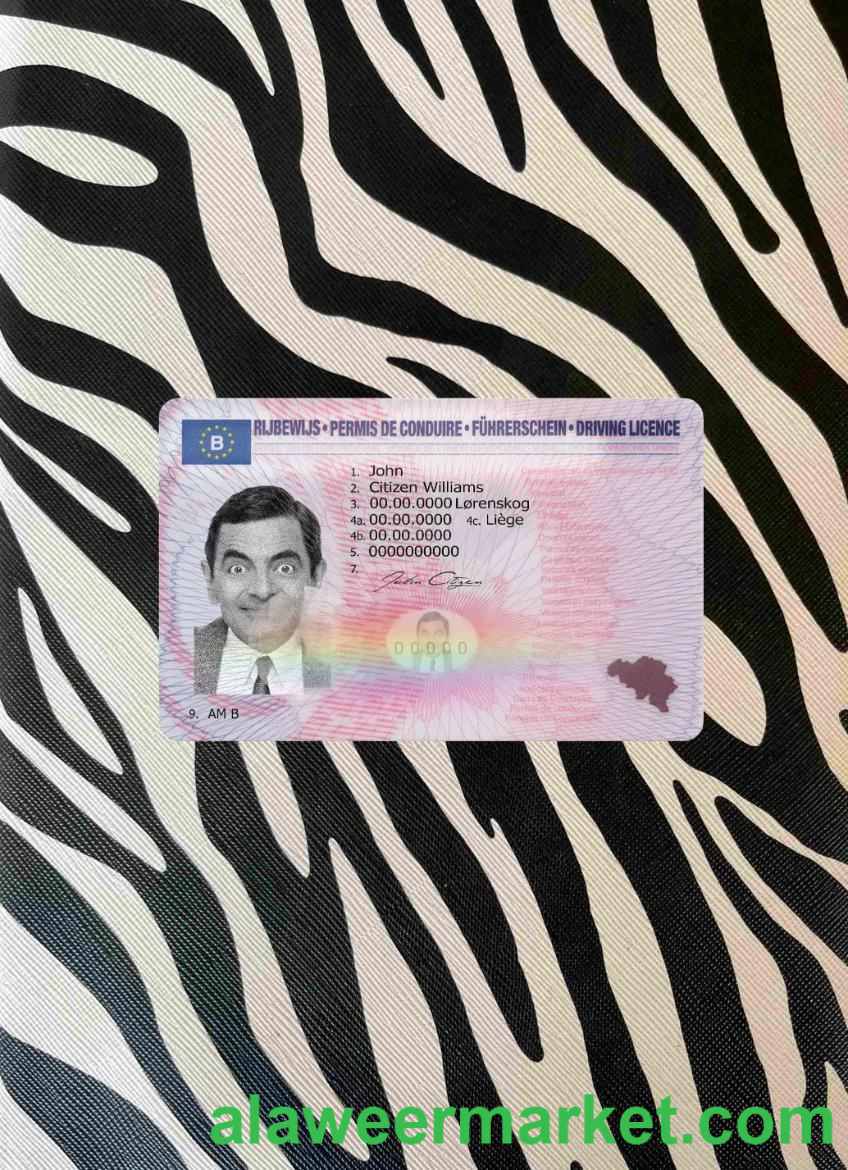 B
RIJBEWIJS • PERMIS DE CONDUIRE • FÜHRERSCHEIN • DRIVING LICENCE
1. John
2. Citizen Williams
3. 00.00.0000 Lørenskog
4a. 00.00.0000 4c. Liège
4b. 00.00.0000
5. 0000000000
7. John Citzen
00000
9. AM B
alaweermarket.com